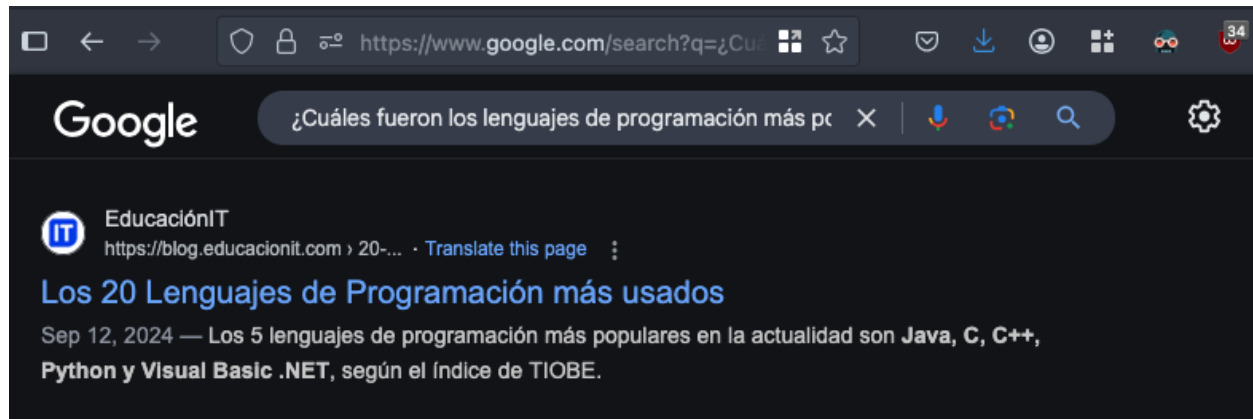 https://www.google.com/search?q=¿Cuá
34
Google
¿Cuáles fueron los lenguajes de programación más po
IT
EducaciónIT
https://blog.educacionit.com › 20-... · Translate this page
Los 20 Lenguajes de Programación más usados
Sep 12, 2024 — Los 5 lenguajes de programación más populares en la actualidad son Java, C, C++,
Python y Visual Basic .NET, según el índice de TIOBE.